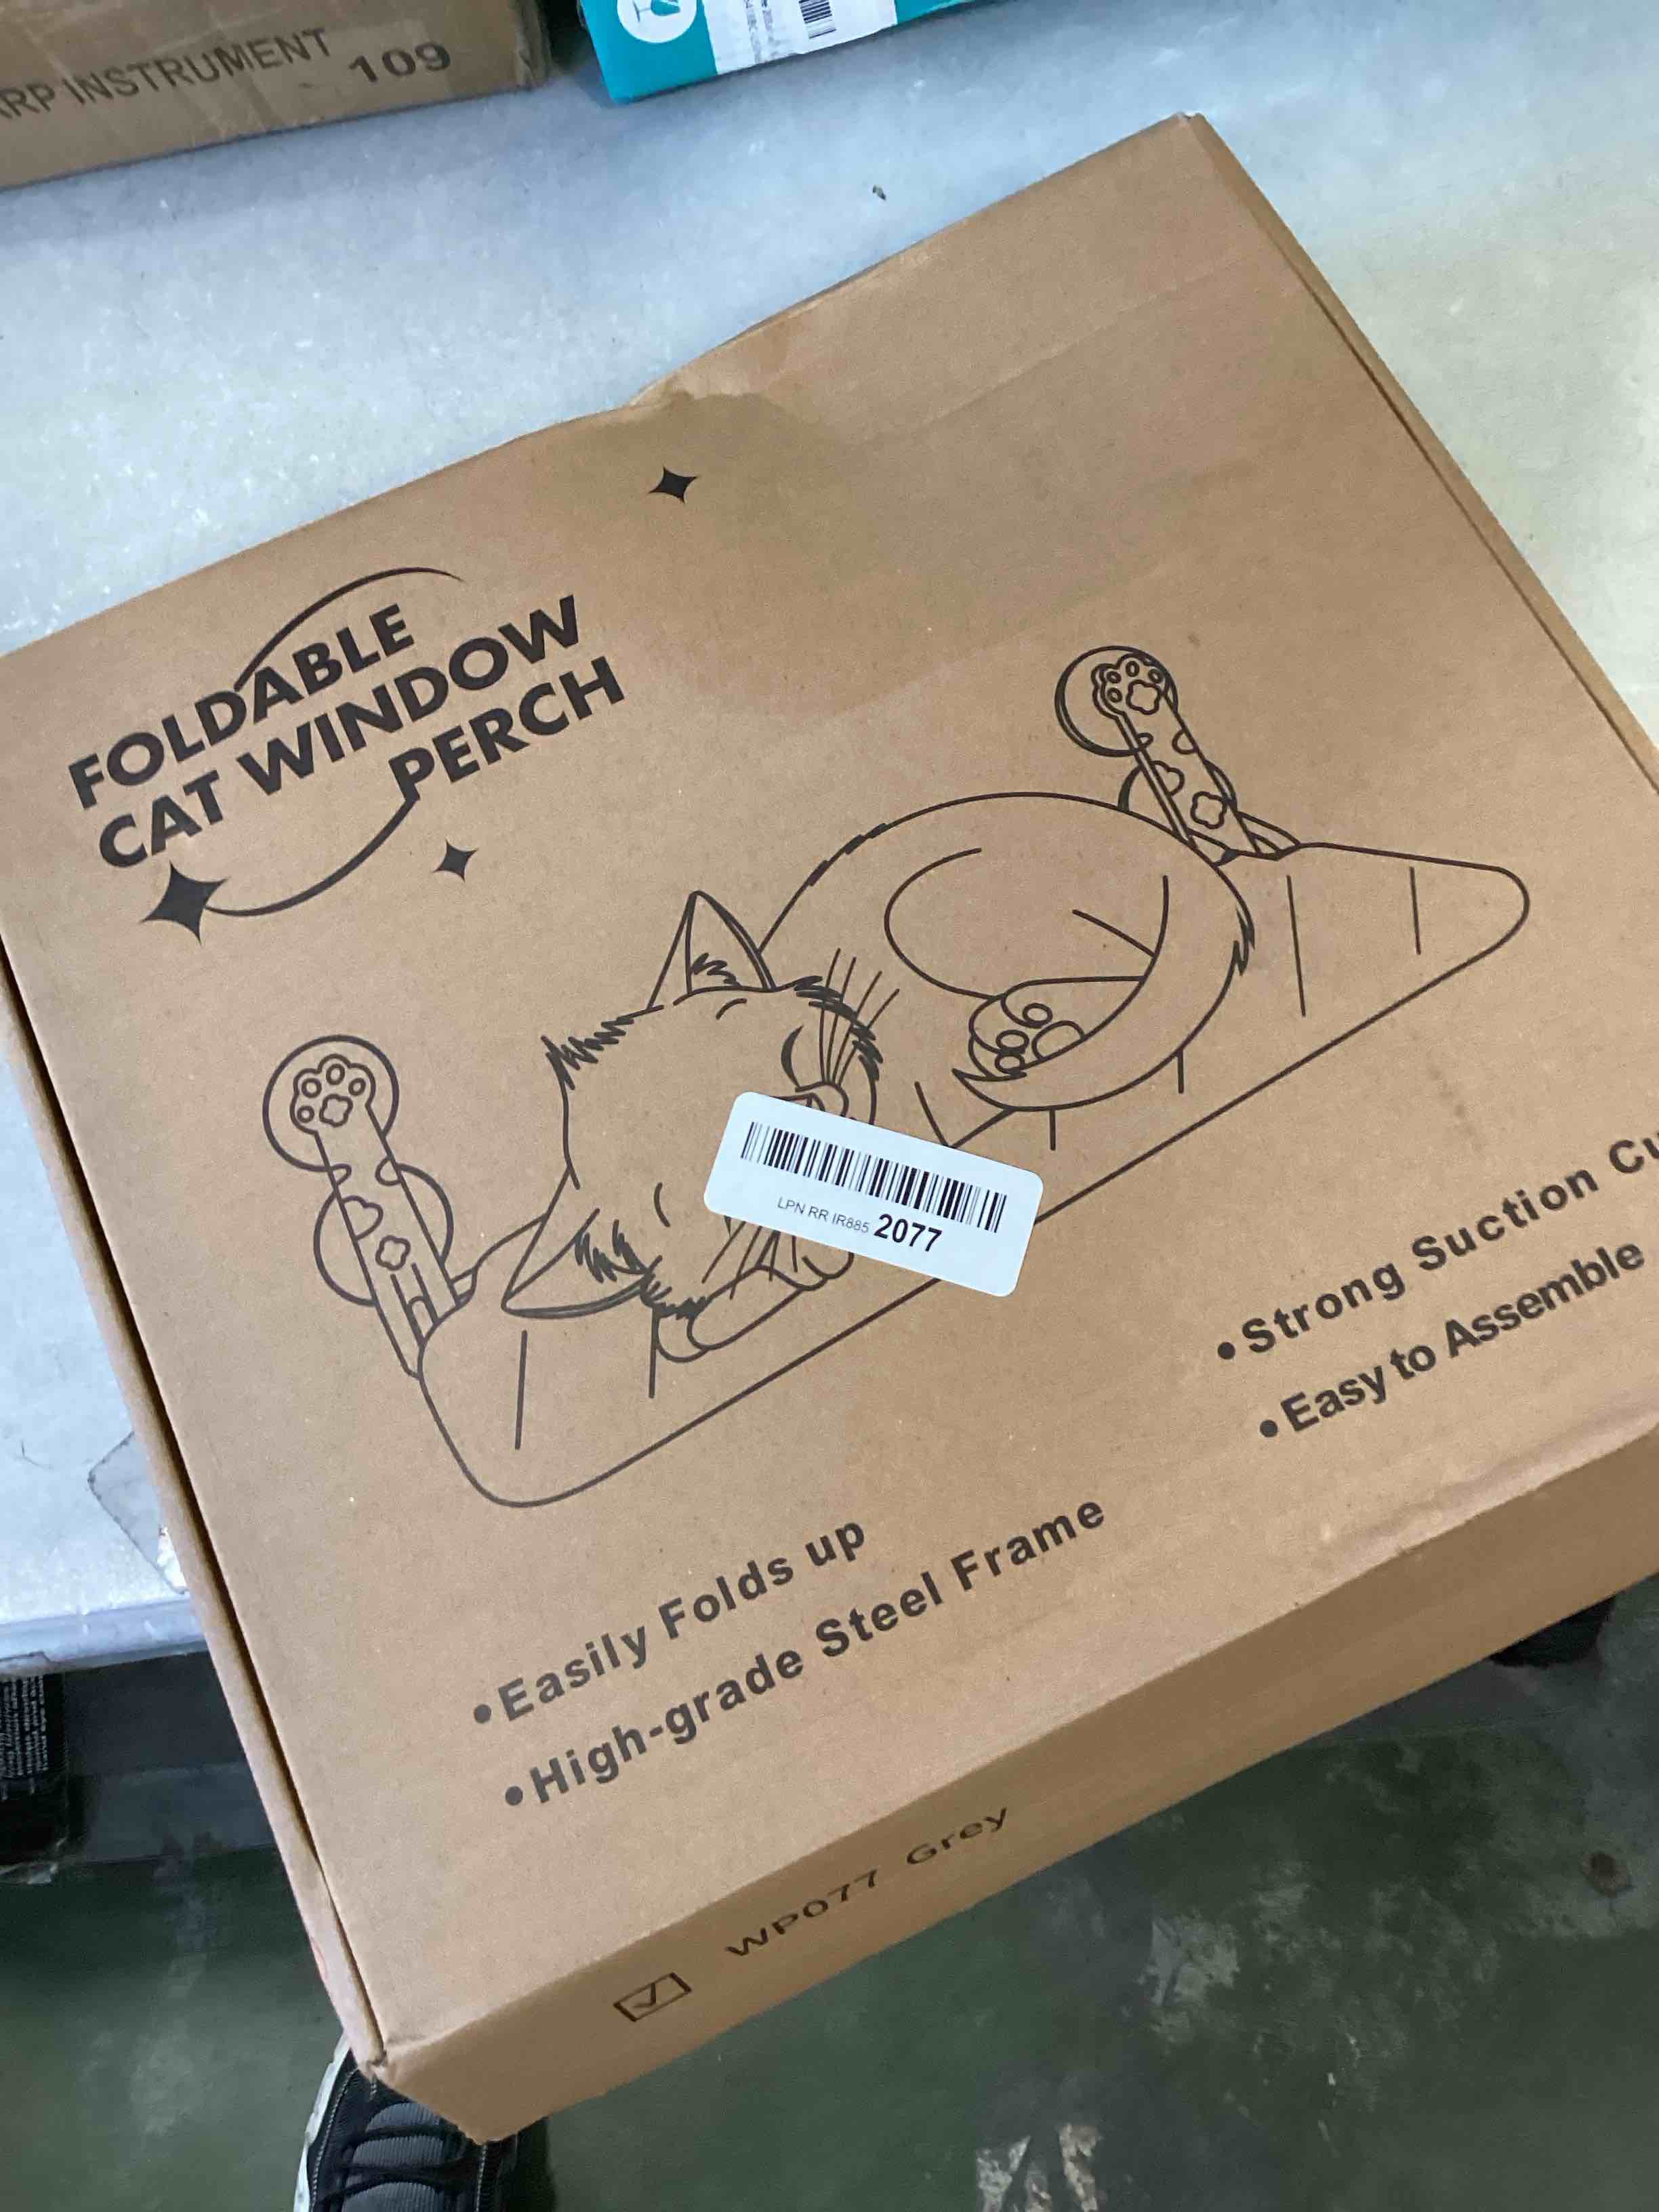 RP INSTRUMENT 109
FOLDABLE
CAT WINDOW
PERCH
LPN RR IR885 2077
•Strong Suction Cu
•Easy to Assemble
•Easily Folds up
•High-grade Steel Frame
WP077 Grey